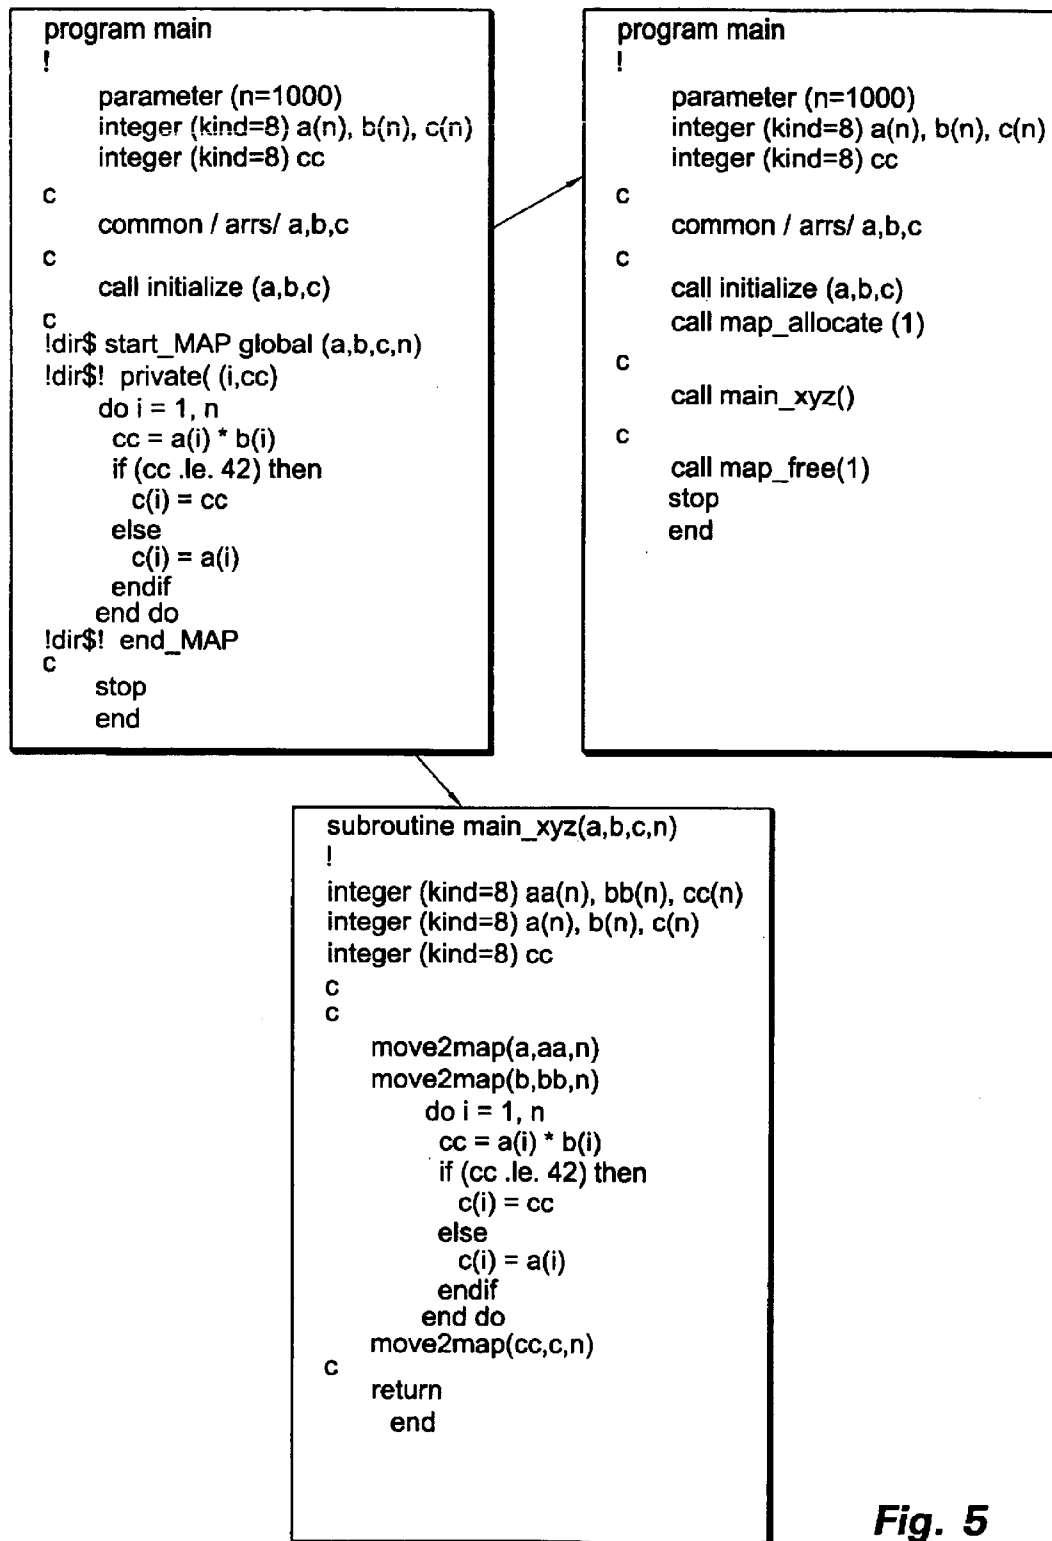 program main
!
parameter (n=1000)
integer (kind=8) a(n), b(n), c(n)
integer (kind=8) cc
c
common / arrs/ a,b,c
c
call initialize (a,b,c)
c
!dir$ start_MAP global (a,b,c,n)
!dir$!  private( (i,cc)
do i = 1, n
cc = a(i) * b(i)
if (cc .le. 42) then
c(i) = cc
else
c(i) = a(i)
endif
end do
!dir$!  end_MAP
c
stop
end
program main
!
parameter (n=1000)
integer (kind=8) a(n), b(n), c(n)
integer (kind=8) cc
c
common / arrs/ a,b,c
c
call initialize (a,b,c)
call map_allocate (1)
c
call main_xyz()
c
call map_free(1)
stop
end
subroutine main_xyz(a,b,c,n)
!
integer (kind=8) aa(n), bb(n), cc(n)
integer (kind=8) a(n), b(n), c(n)
integer (kind=8) cc
c
c
move2map(a,aa,n)
move2map(b,bb,n)
do i = 1, n
cc = a(i) * b(i)
if (cc .le. 42) then
c(i) = cc
else
c(i) = a(i)
endif
end do
move2map(cc,c,n)
c
return
end
Fig. 5